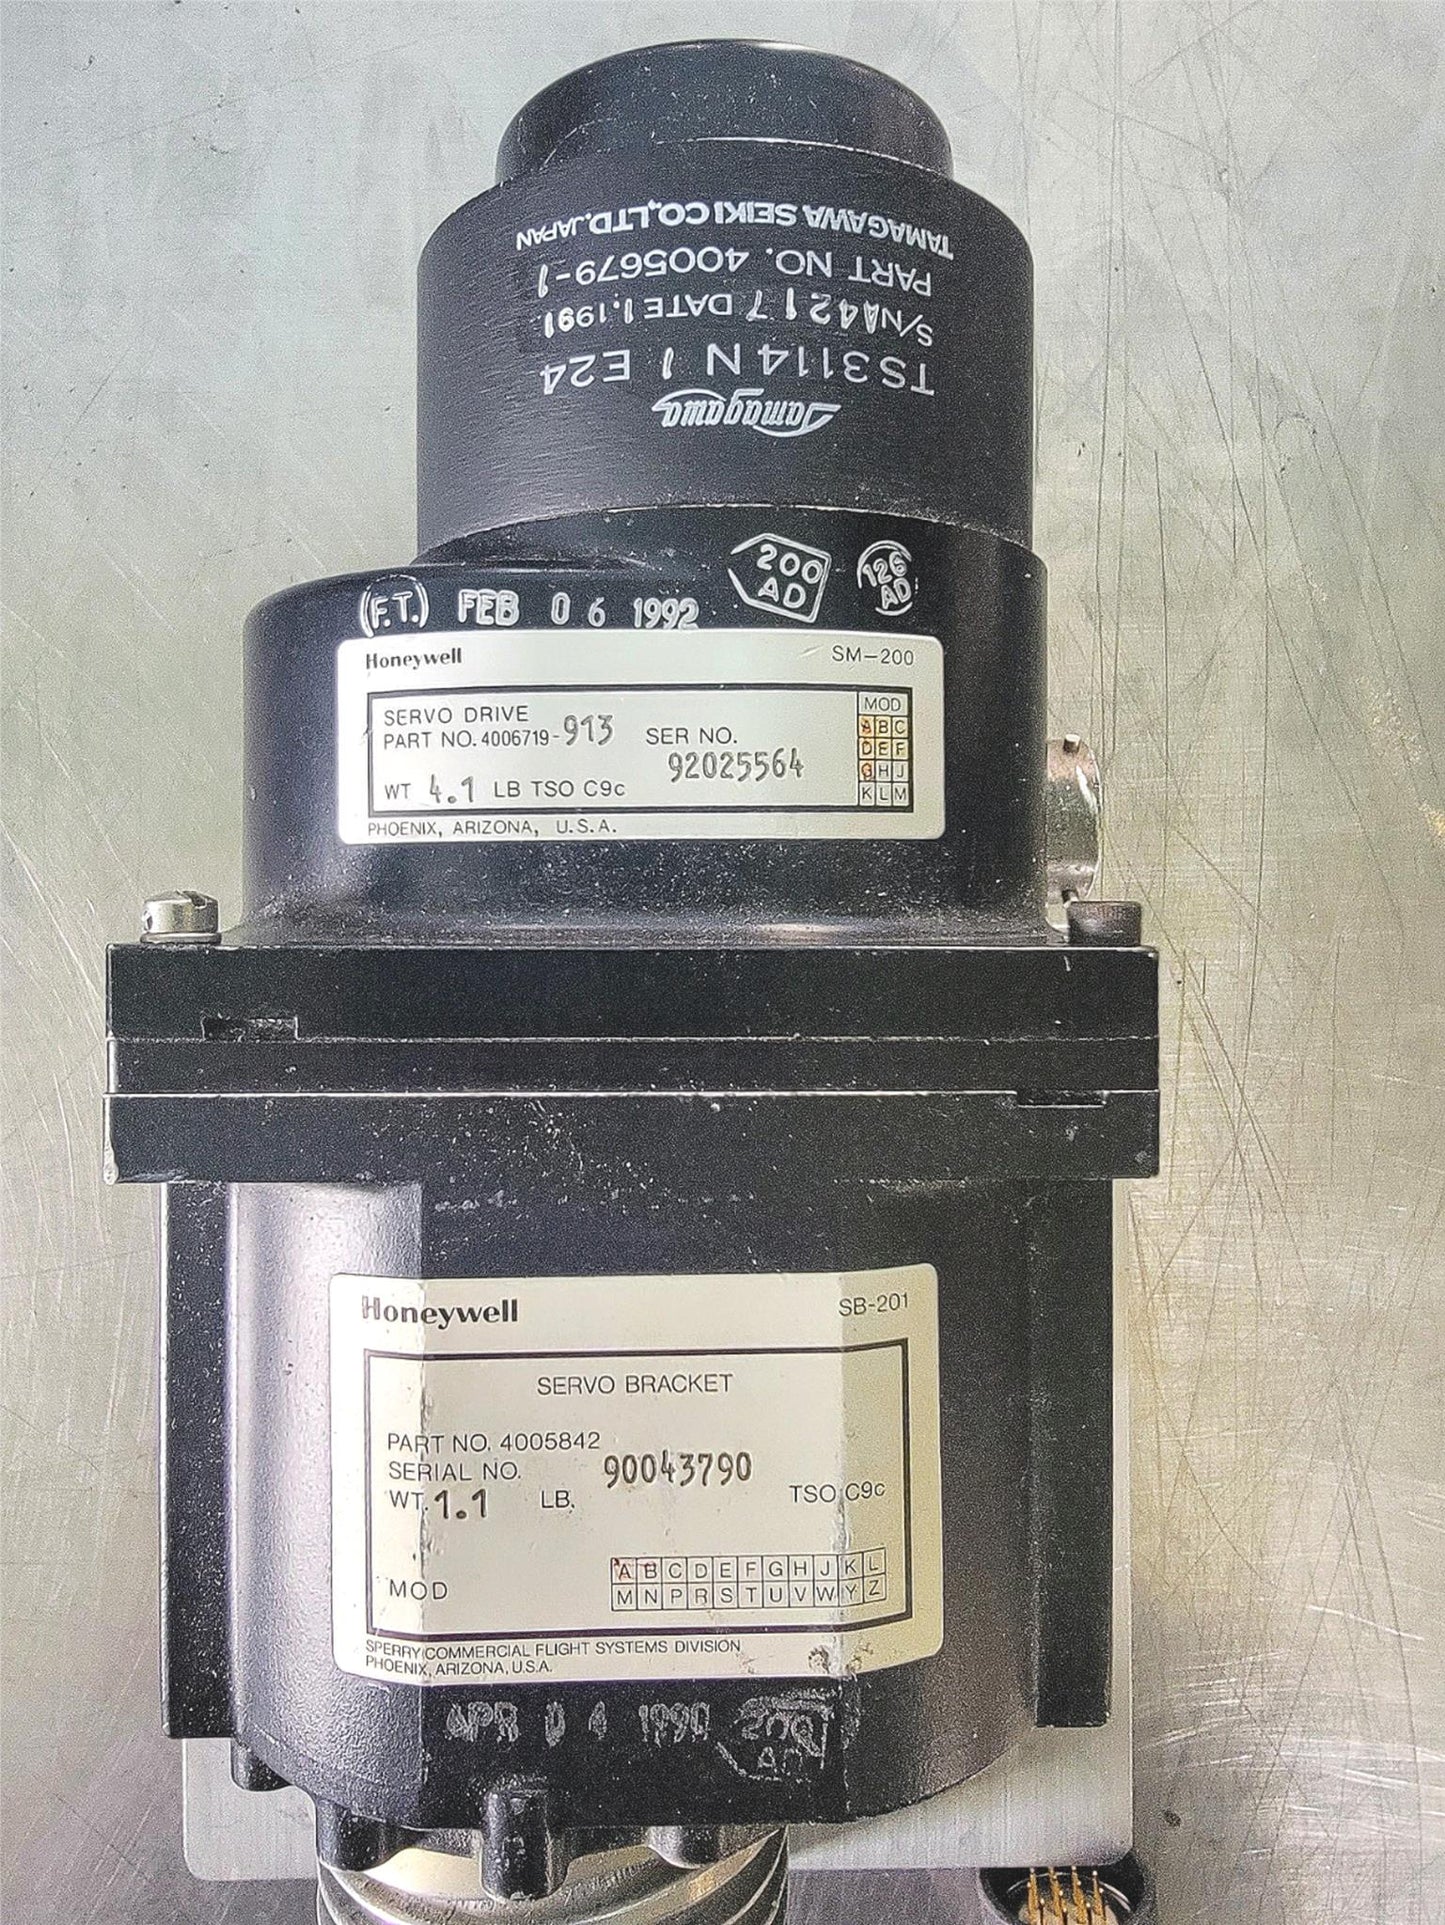 TAMAGAWA SEIKI CO.,LTD. JAPAN
PART NO. 4005679-1
S/N A4217 DATE 1.1991
TS3114N1E24
Tamagawa
(F.T.) FEB 06 1992
200 AD
126 AD
Honeywell SM-200
SERVO DRIVE
PART NO. 4006719-913 SER NO.
92025564
WT 4.1 LB TSO C9c
MOD
A B C
D E F
G H J
K L M
PHOENIX, ARIZONA, U.S.A.
Honeywell SB-201
SERVO BRACKET
PART NO. 4005842
SERIAL NO. 90043790
WT. 1.1 LB. TSO C9c
MOD
A B C D E F G H J K L
M N P R S T U V W Y Z
SPERRY COMMERCIAL FLIGHT SYSTEMS DIVISION
PHOENIX, ARIZONA, U.S.A.
APR 04 1990
200 AD